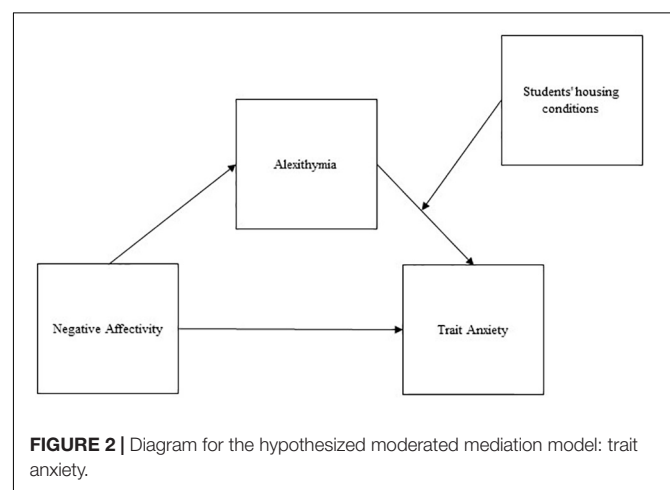 Students' housing
conditions
Alexithymia
Negative Affectivity
Trait Anxiety
FIGURE 2 | Diagram for the hypothesized moderated mediation model: trait
anxiety.